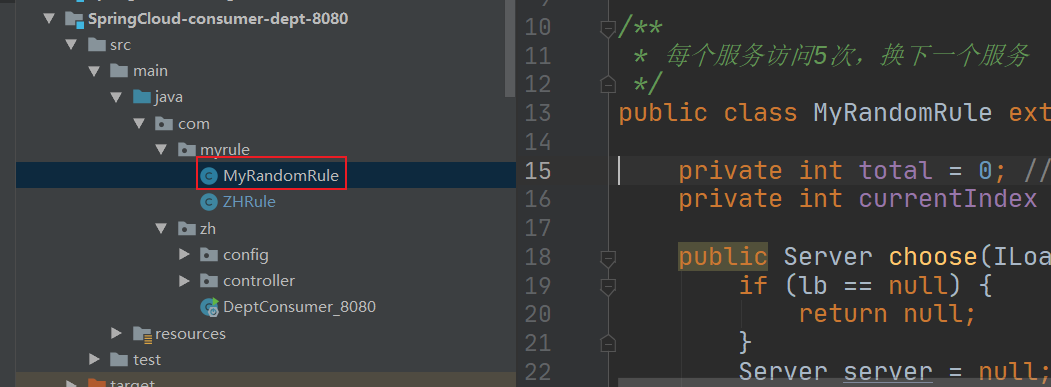 SpringCloud-consumer-dept-8080
src
main
java
com
myrule
MyRandomRule
ZHRule
zh
config
controller
DeptConsumer_8080
resources
test
target
10 /**
11 * 每个服务访问5次，换下一个服务
12 */
13 public class MyRandomRule ext
14
15 private int total = 0; //
16 private int currentIndex
17
18 public Server choose(ILoa
19 if (lb == null) {
20 return null;
21 }
22 Server server = null;